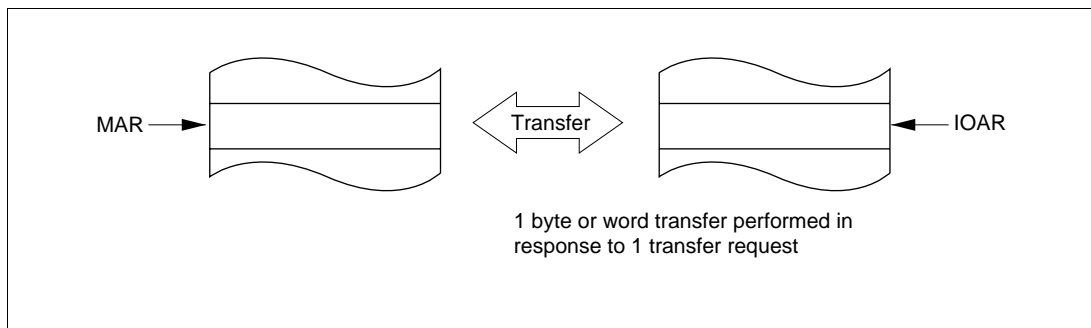 MAR
Transfer
IOAR
1 byte or word transfer performed in
response to 1 transfer request